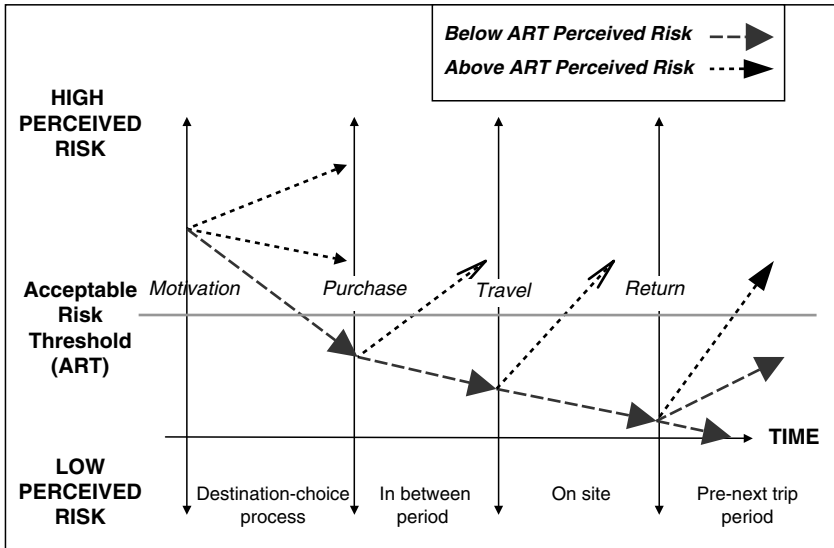 Below ART Perceived Risk
Above ART Perceived Risk
HIGH
PERCEIVED
RISK
Acceptable
Risk
Threshold
(ART)
Motivation
Purchase
Travel
Return
TIME
LOW
PERCEIVED
RISK
Destination-choice
process
In between
period
On site
Pre-next trip
period